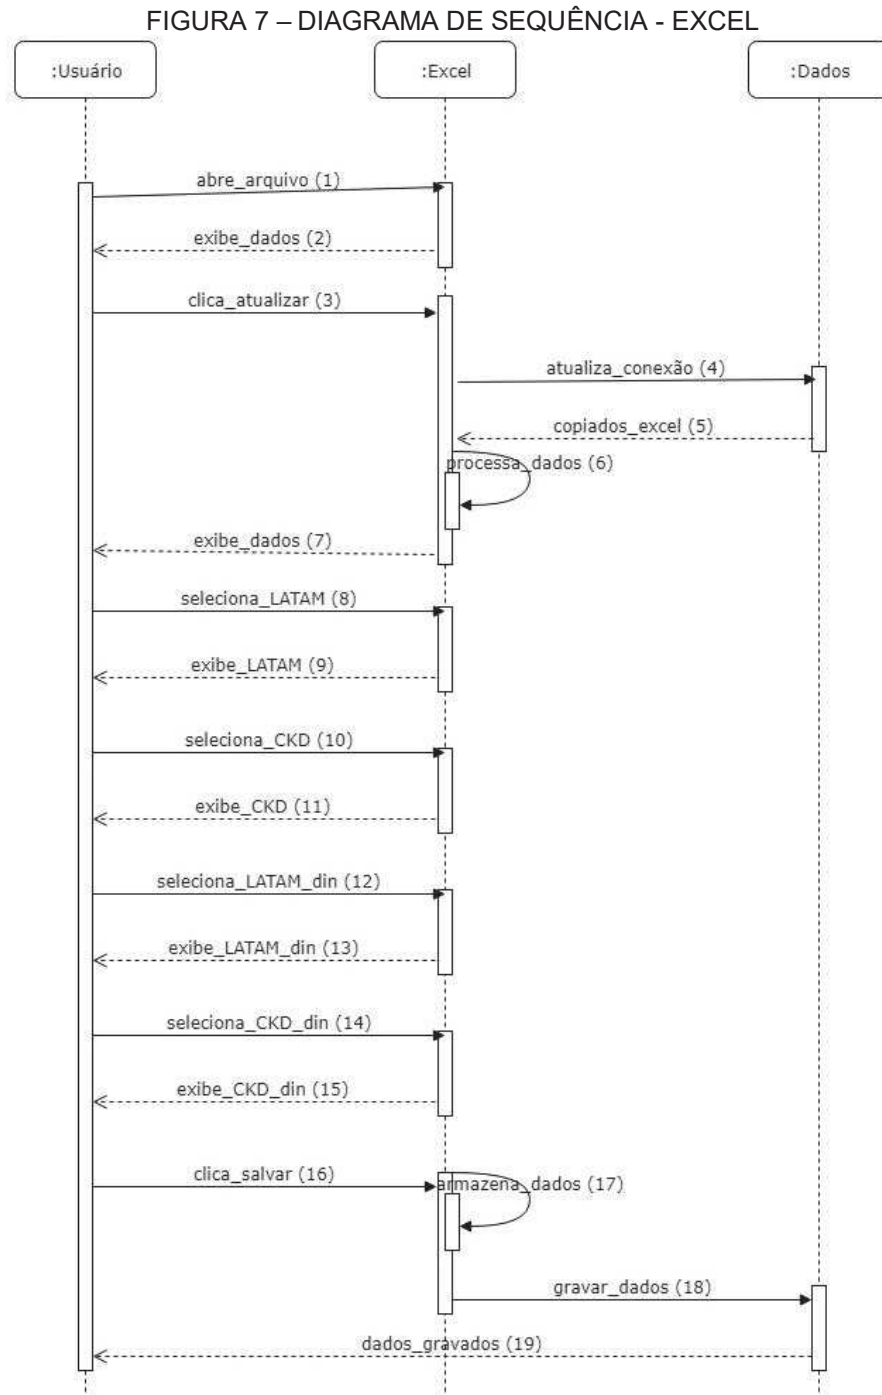 FIGURA 7 – DIAGRAMA DE SEQUÊNCIA - EXCEL
:Usuário
:Excel
:Dados
abre_arquivo (1)
exibe_dados (2)
clica_atualizar (3)
atualiza_conexão (4)
copiados_excel (5)
processa_dados (6)
exibe_dados (7)
seleciona_LATAM (8)
exibe_LATAM (9)
seleciona_CKD (10)
exibe_CKD (11)
seleciona_LATAM_din (12)
exibe_LATAM_din (13)
seleciona_CKD_din (14)
exibe_CKD_din (15)
clica_salvar (16)
armazena_dados (17)
gravar_dados (18)
dados_gravados (19)